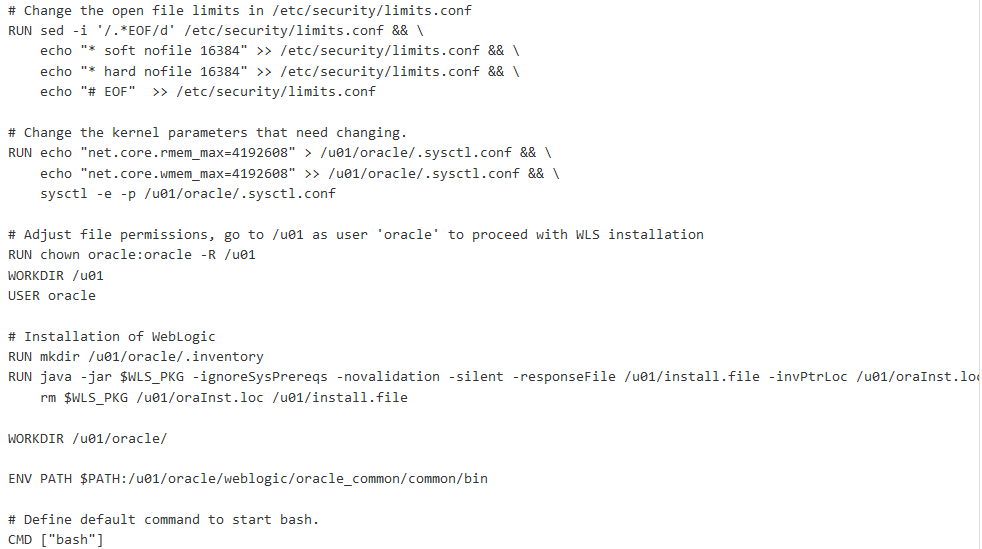 # Change the open file limits in /etc/security/limits.conf
RUN sed -i '/.*EOF/d' /etc/security/limits.conf && \
    echo "* soft nofile 16384" >> /etc/security/limits.conf && \
    echo "* hard nofile 16384" >> /etc/security/limits.conf && \
    echo "# EOF"  >> /etc/security/limits.conf

# Change the kernel parameters that need changing.
RUN echo "net.core.rmem_max=4192608" > /u01/oracle/.sysctl.conf && \
    echo "net.core.wmem_max=4192608" >> /u01/oracle/.sysctl.conf && \
    sysctl -e -p /u01/oracle/.sysctl.conf

# Adjust file permissions, go to /u01 as user 'oracle' to proceed with WLS installation
RUN chown oracle:oracle -R /u01
WORKDIR /u01
USER oracle

# Installation of WebLogic
RUN mkdir /u01/oracle/.inventory
RUN java -jar $WLS_PKG -ignoreSysPrereqs -novalidation -silent -responseFile /u01/install.file -invPtrLoc /u01/oraInst.loc
    rm $WLS_PKG /u01/oraInst.loc /u01/install.file

WORKDIR /u01/oracle/

ENV PATH $PATH:/u01/oracle/weblogic/oracle_common/common/bin

# Define default command to start bash.
CMD ["bash"]